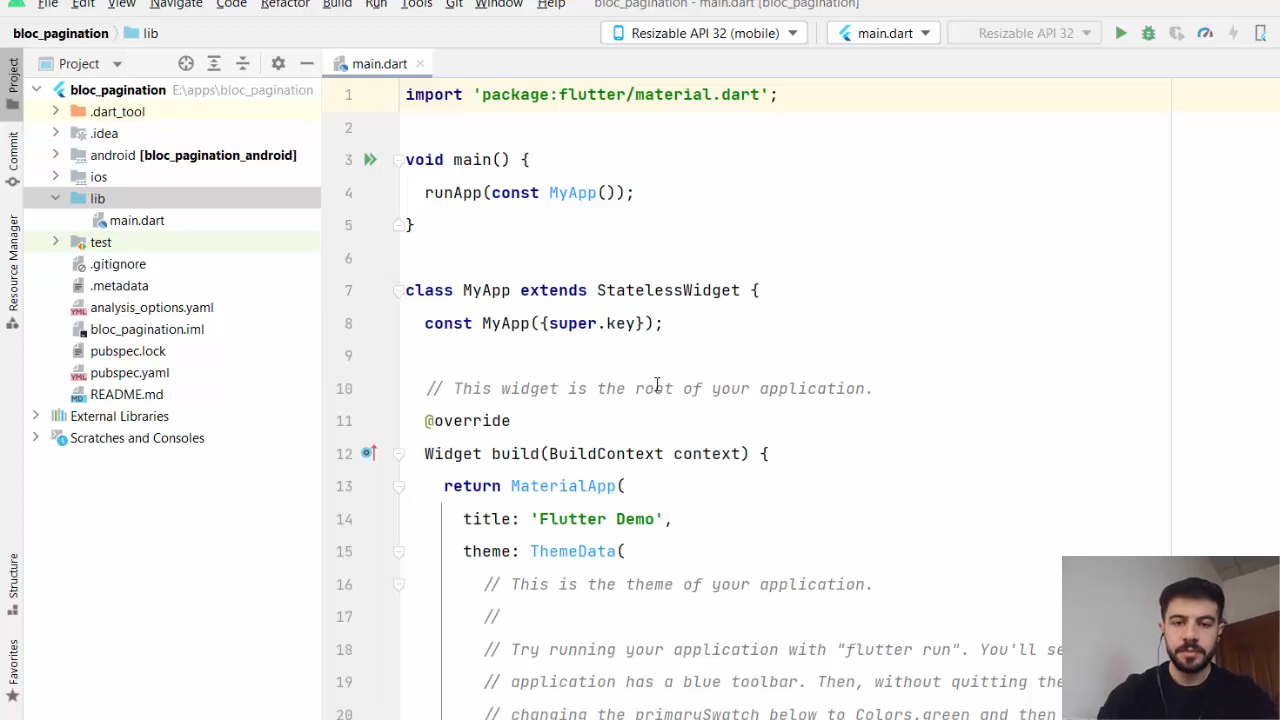 File Edit View Navigate Code Refactor Build Run Tools Git Window Help bloc_pagination - main.dart [bloc_pagination]
bloc_pagination lib Resizable API 32 (mobile) main.dart Resizable API 32
Project main.dart
Project
Commit
Resource Manager
Structure
Favorites
bloc_pagination E:\apps\bloc_pagination
.dart_tool
.idea
android [bloc_pagination_android]
ios
lib
main.dart
test
.gitignore
.metadata
analysis_options.yaml
bloc_pagination.iml
pubspec.lock
pubspec.yaml
README.md
External Libraries
Scratches and Consoles
1 import 'package:flutter/material.dart';
2
3 void main() {
4 runApp(const MyApp());
5 }
6
7 class MyApp extends StatelessWidget {
8 const MyApp({super.key});
9
10 // This widget is the root of your application.
11 @override
12 Widget build(BuildContext context) {
13 return MaterialApp(
14 title: 'Flutter Demo',
15 theme: ThemeData(
16 // This is the theme of your application.
17 //
18 // Try running your application with "flutter run". You'll se
19 // application has a blue toolbar. Then, without quitting the
20 // changing the primarySwatch below to Colors.green and then